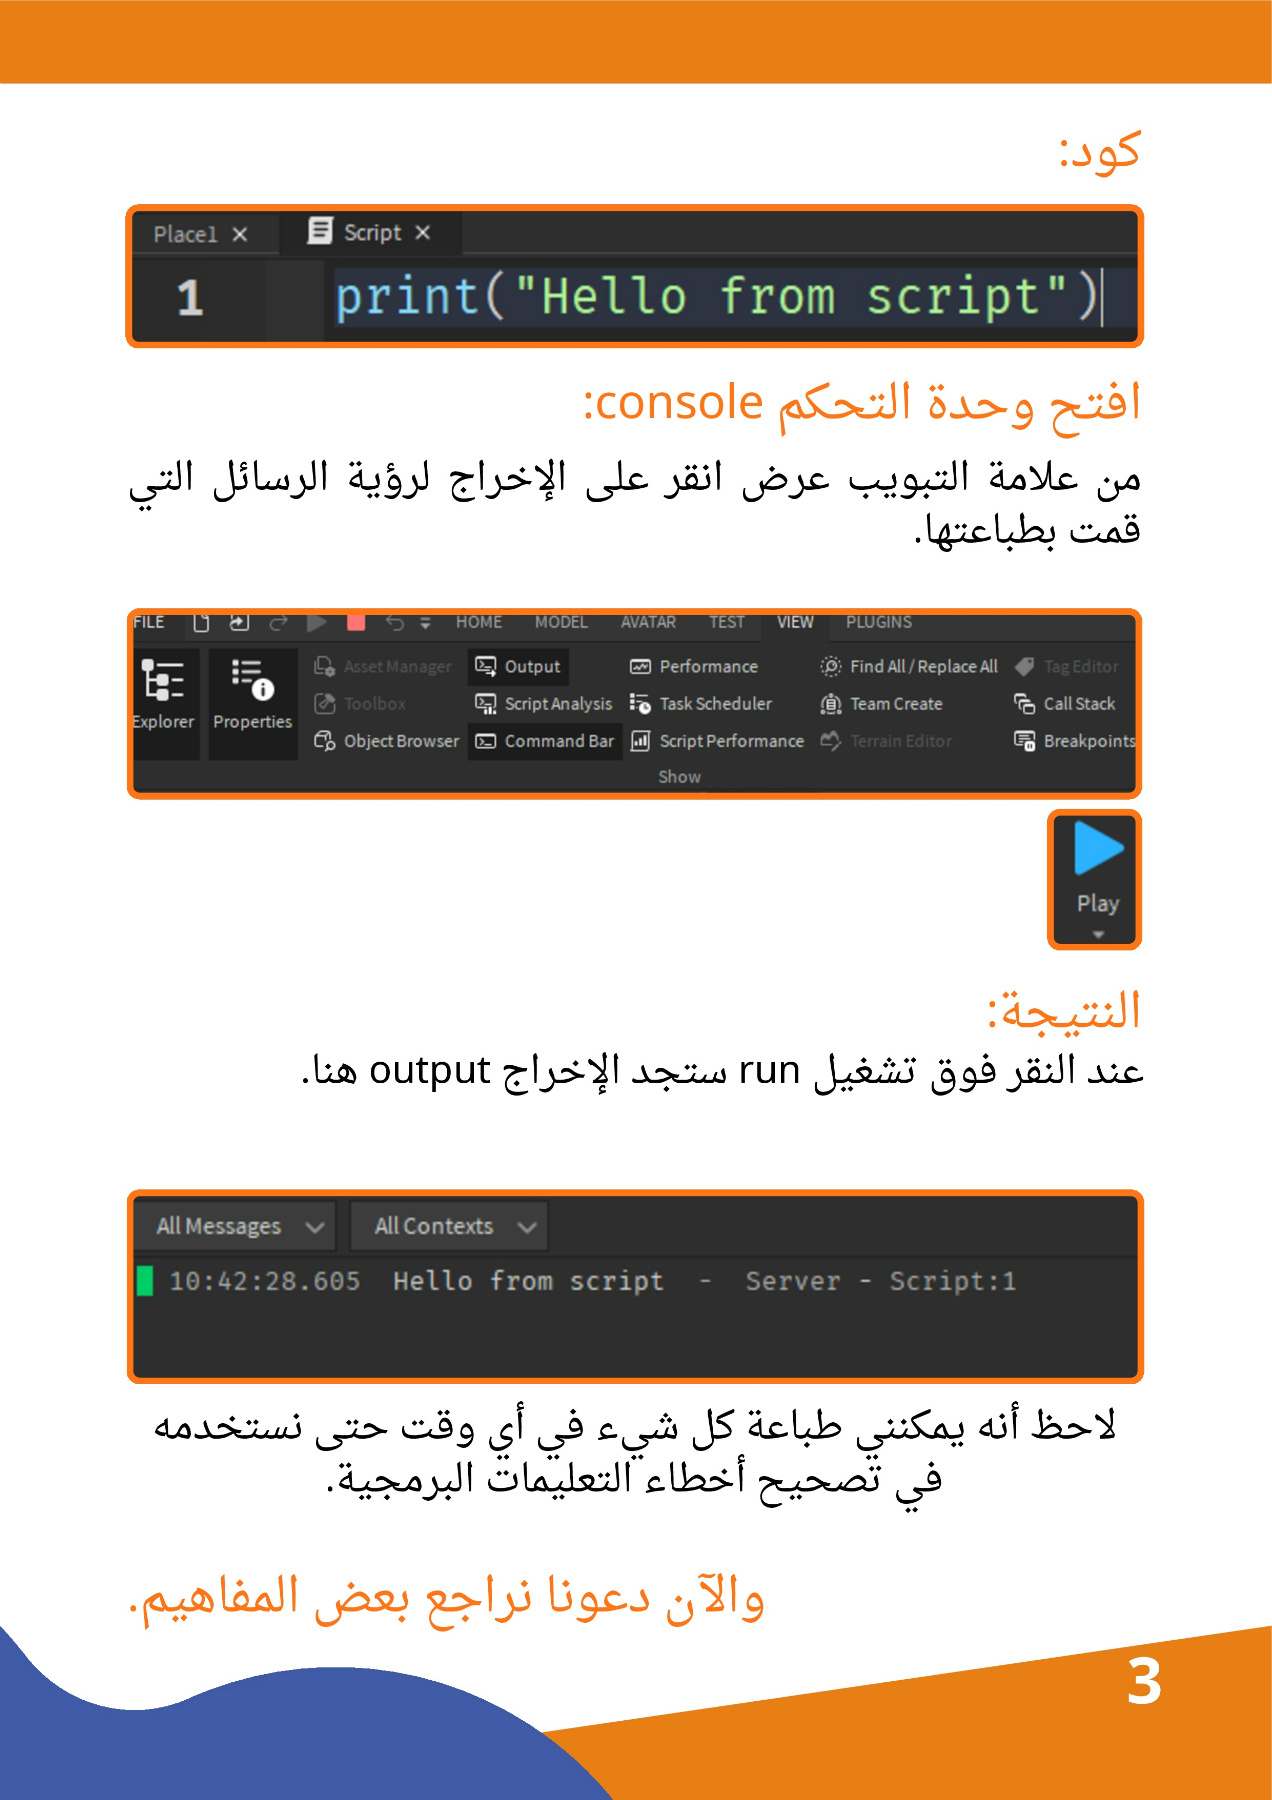 كود:
Place1 × Script ×
1 print("Hello from script")
افتح وحدة التحكم console:
من علامة التبويب عرض انقر على الإخراج لرؤية الرسائل التي
قمت بطباعتها.
FILE HOME MODEL AVATAR TEST VIEW PLUGINS
Asset Manager Output Performance Find All / Replace All Tag Editor
Toolbox Script Analysis Task Scheduler Team Create Call Stack
Explorer Properties
Object Browser Command Bar Script Performance Terrain Editor Breakpoints
Show
Play
النتيجة:
عند النقر فوق تشغيل run ستجد الإخراج output هنا.
All Messages All Contexts
10:42:28.605 Hello from script - Server - Script:1
لاحظ أنه يمكنني طباعة كل شيء في أي وقت حتى نستخدمه
في تصحيح أخطاء التعليمات البرمجية.
والآن دعونا نراجع بعض المفاهيم.
3